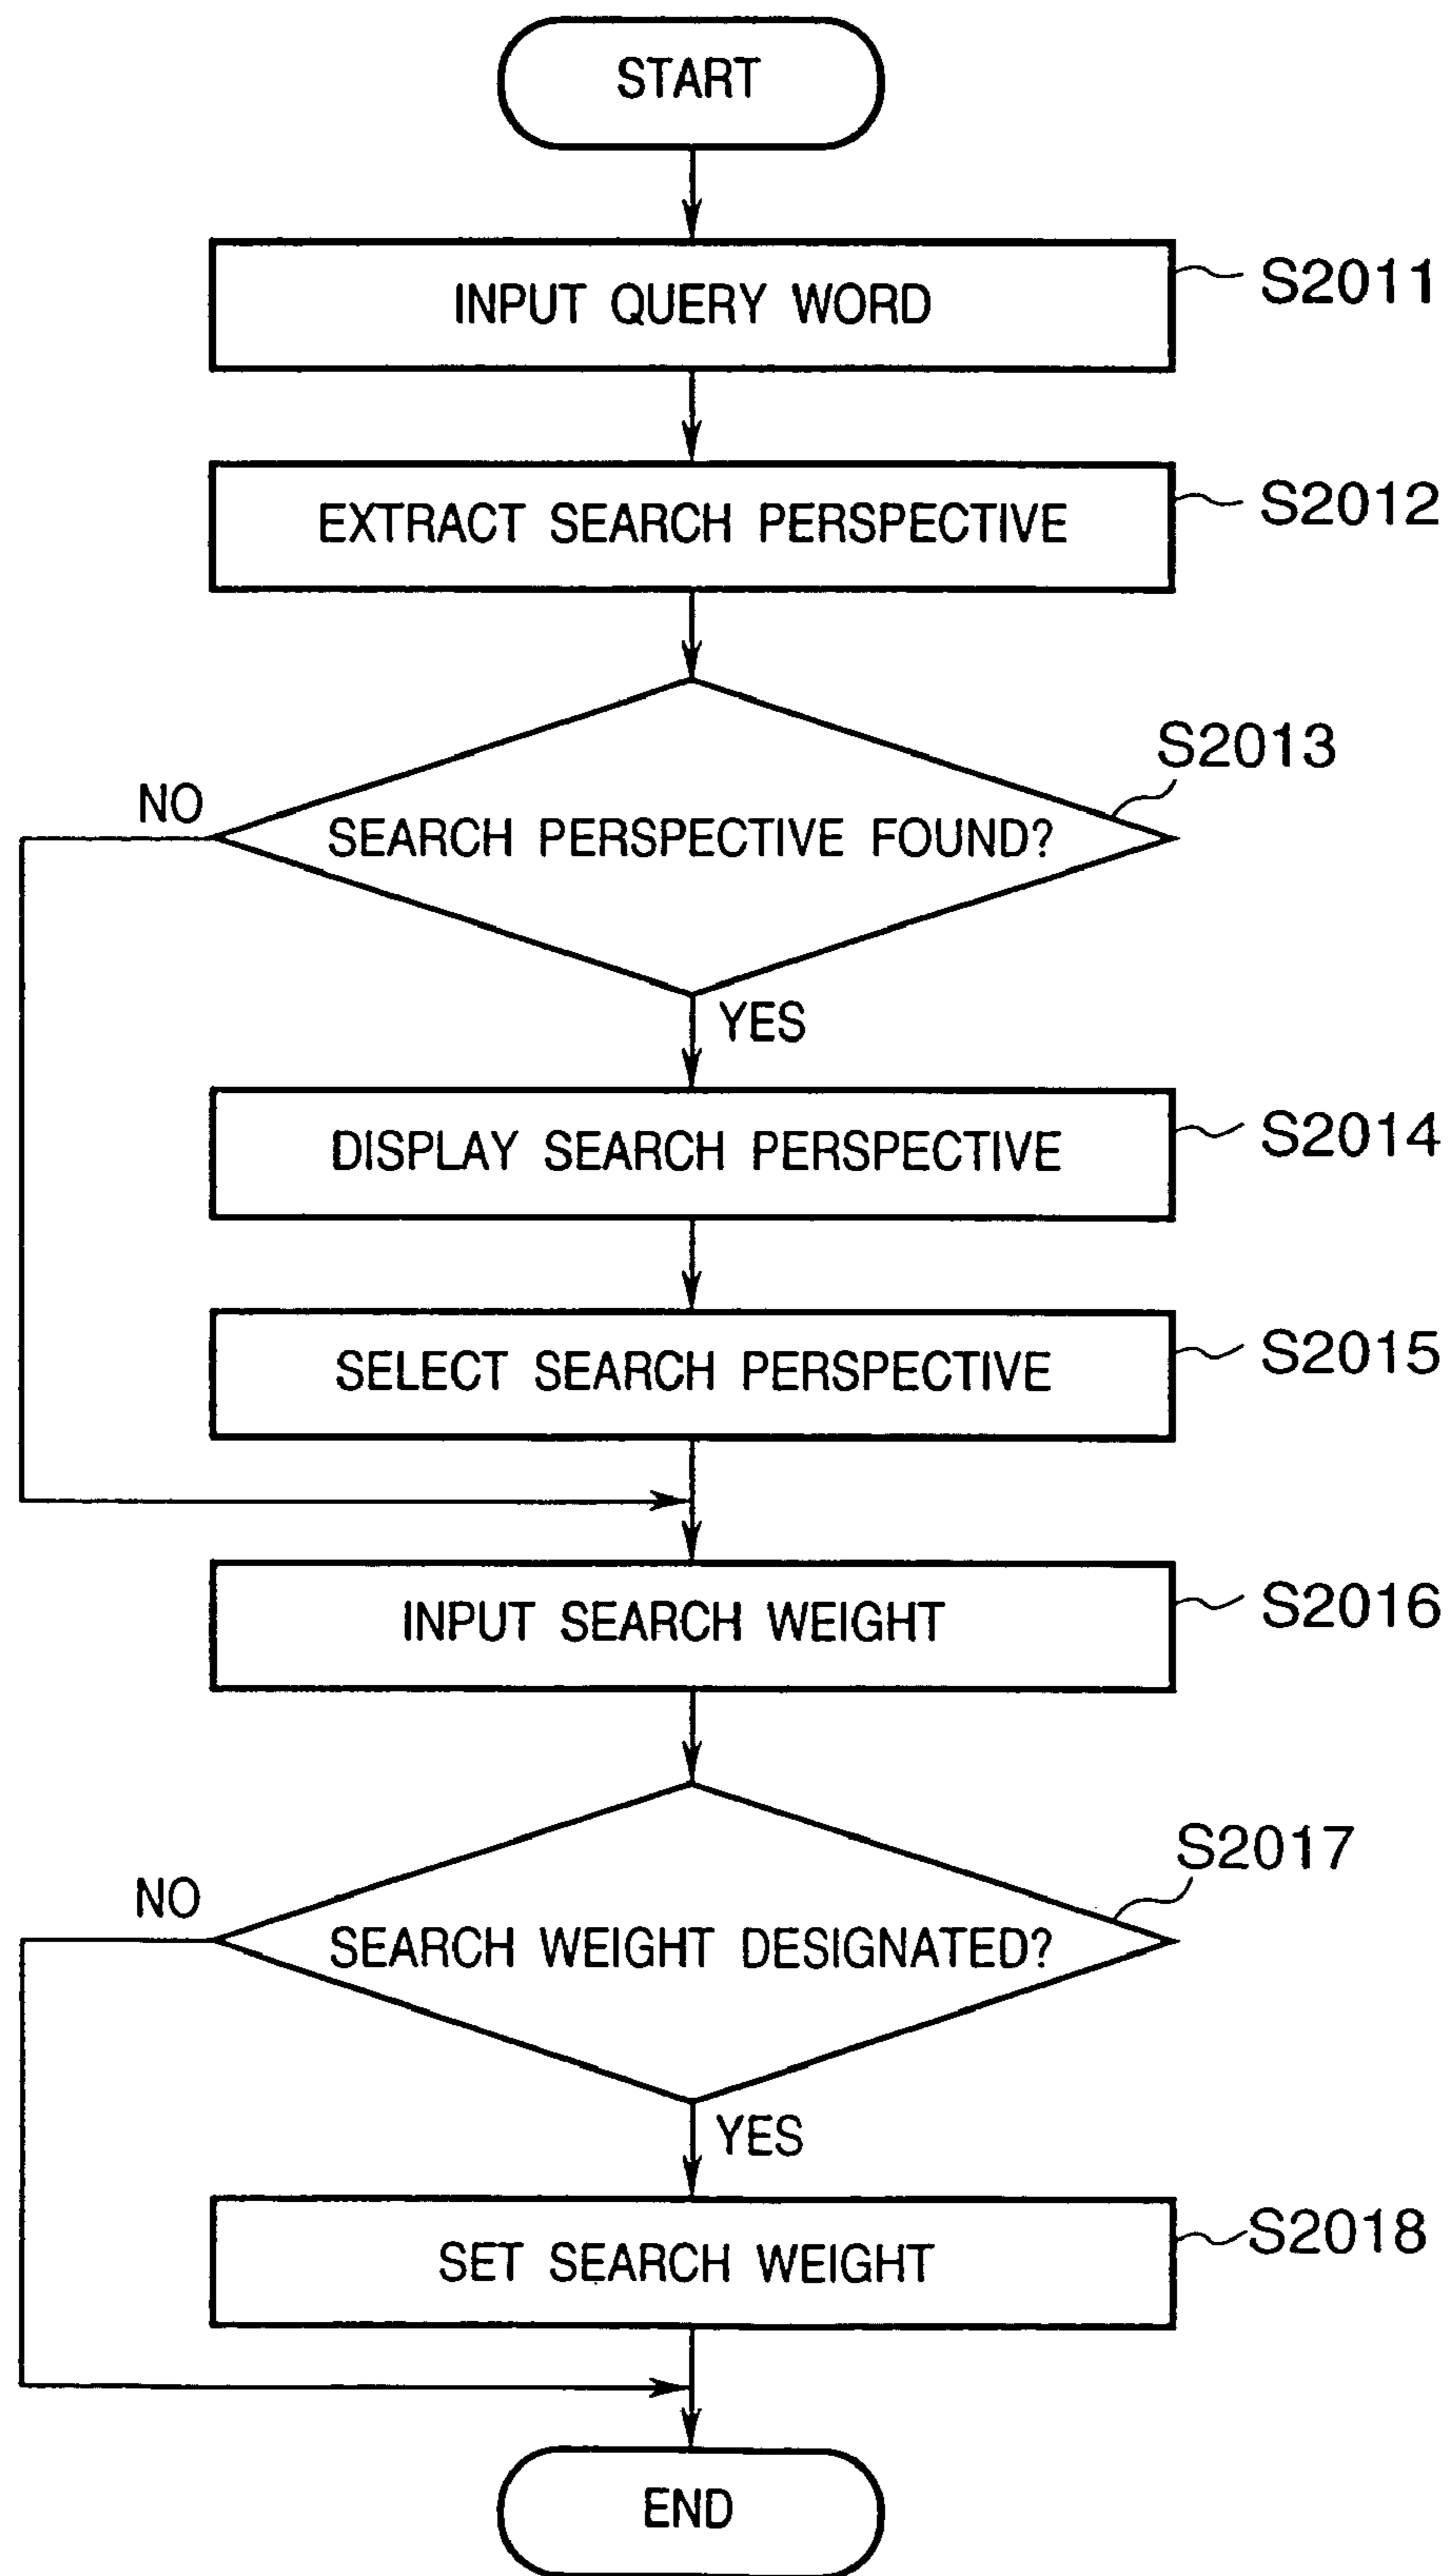 START
INPUT QUERY WORD
S2011
EXTRACT SEARCH PERSPECTIVE
S2012
S2013
NO
SEARCH PERSPECTIVE FOUND?
YES
DISPLAY SEARCH PERSPECTIVE
S2014
SELECT SEARCH PERSPECTIVE
S2015
INPUT SEARCH WEIGHT
S2016
S2017
NO
SEARCH WEIGHT DESIGNATED?
YES
SET SEARCH WEIGHT
S2018
END